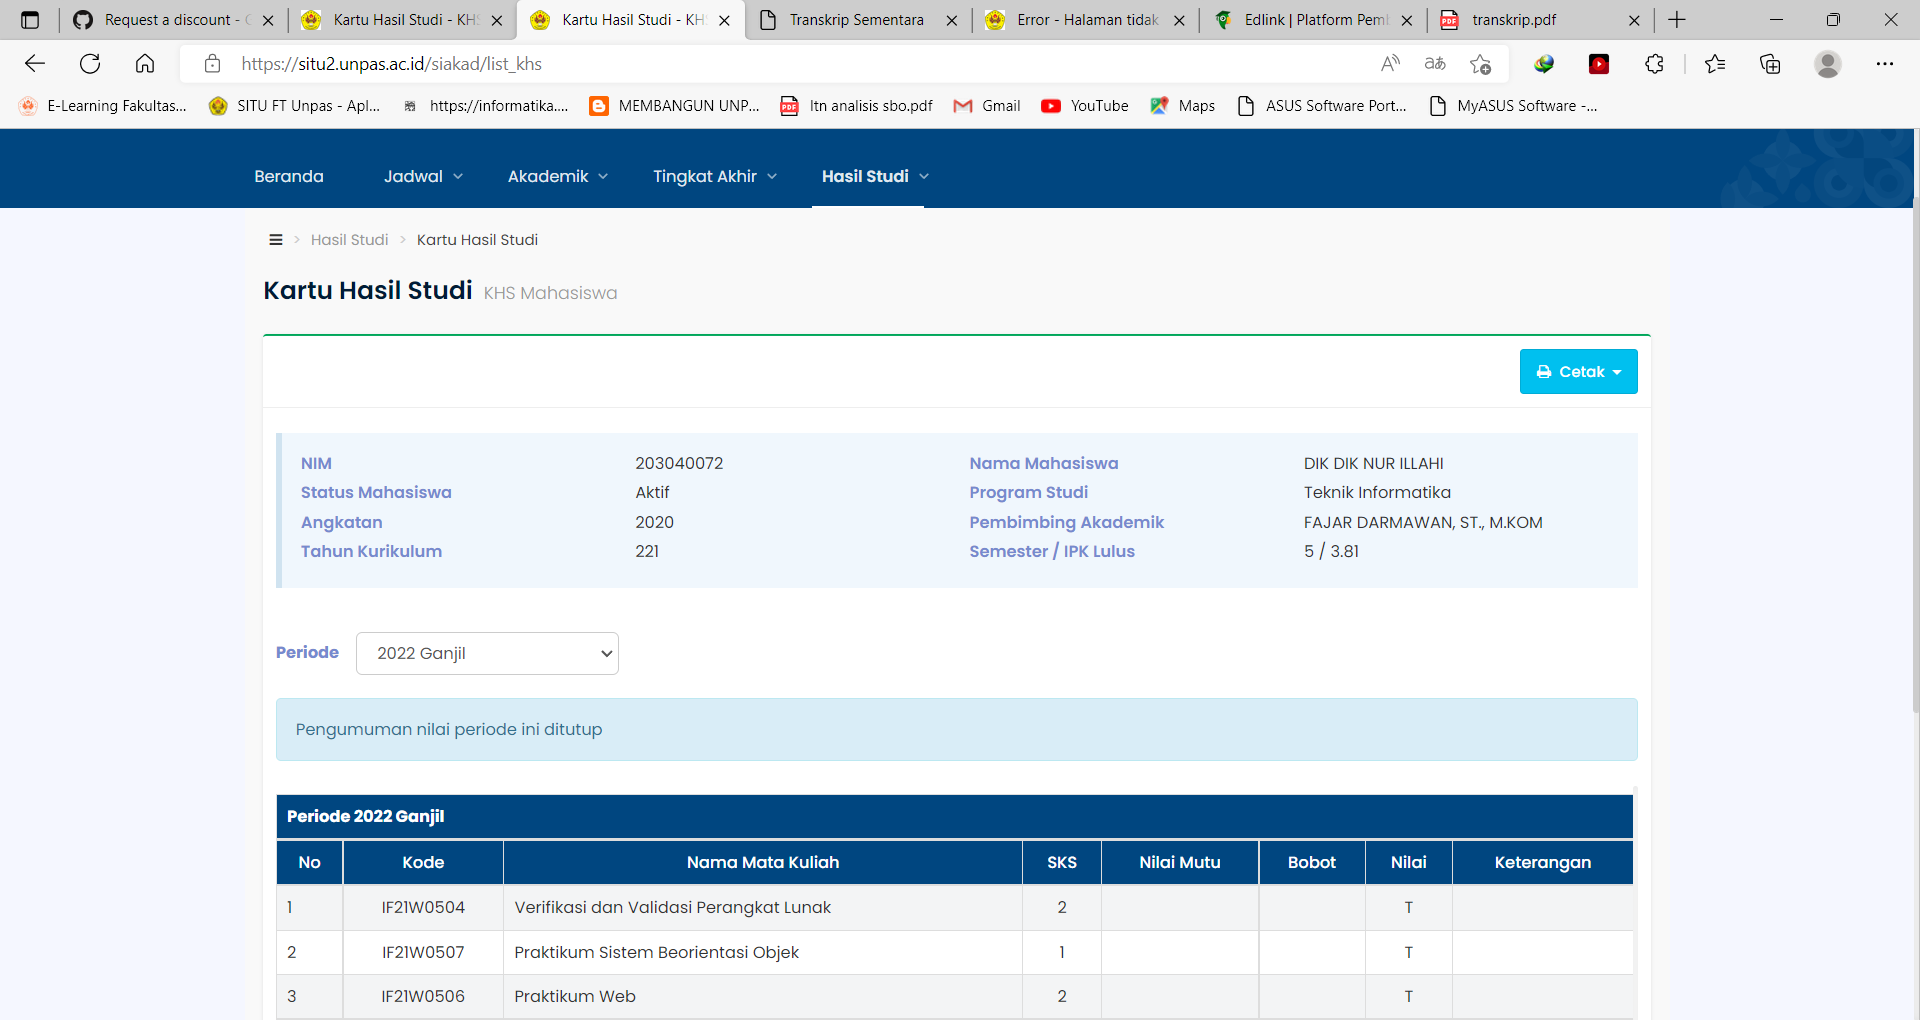 Request a discount - G
Kartu Hasil Studi - KHS
Kartu Hasil Studi - KHS
Transkrip Sementara
Error - Halaman tidak
Edlink | Platform Pemb
transkrip.pdf
https://situ2.unpas.ac.id/siakad/list_khs
E-Learning Fakultas...
SITU FT Unpas - Apl...
https://informatika....
MEMBANGUN UNP...
ltn analisis sbo.pdf
Gmail
YouTube
Maps
ASUS Software Port...
MyASUS Software -...
Beranda
Jadwal
Akademik
Tingkat Akhir
Hasil Studi
> Hasil Studi > Kartu Hasil Studi
Kartu Hasil Studi KHS Mahasiswa
Cetak
NIM 203040072 Nama Mahasiswa DIK DIK NUR ILLAHI
Status Mahasiswa Aktif Program Studi Teknik Informatika
Angkatan 2020 Pembimbing Akademik FAJAR DARMAWAN, ST., M.KOM
Tahun Kurikulum 221 Semester / IPK Lulus 5 / 3.81
Periode 2022 Ganjil
Pengumuman nilai periode ini ditutup
Periode 2022 Ganjil
No Kode Nama Mata Kuliah SKS Nilai Mutu Bobot Nilai Keterangan
1 IF21W0504 Verifikasi dan Validasi Perangkat Lunak 2 T
2 IF21W0507 Praktikum Sistem Beorientasi Objek 1 T
3 IF21W0506 Praktikum Web 2 T